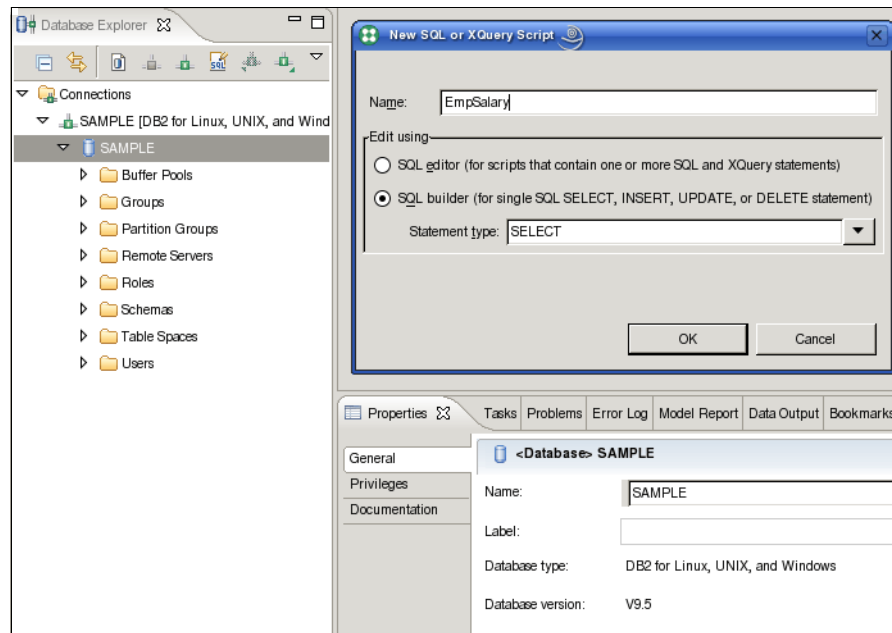 Database Explorer
SQL
Connections
SAMPLE [DB2 for Linux, UNIX, and Wind
SAMPLE
Buffer Pools
Groups
Partition Groups
Remote Servers
Roles
Schemas
Table Spaces
Users
New SQL or XQuery Script
Name: EmpSalary
Edit using
SQL editor (for scripts that contain one or more SQL and XQuery statements)
SQL builder (for single SQL SELECT, INSERT, UPDATE, or DELETE statement)
Statement type: SELECT
OK Cancel
Properties Tasks Problems Error Log Model Report Data Output Bookmarks
General
Privileges
Documentation
<Database> SAMPLE
Name: SAMPLE
Label:
Database type: DB2 for Linux, UNIX, and Windows
Database version: V9.5